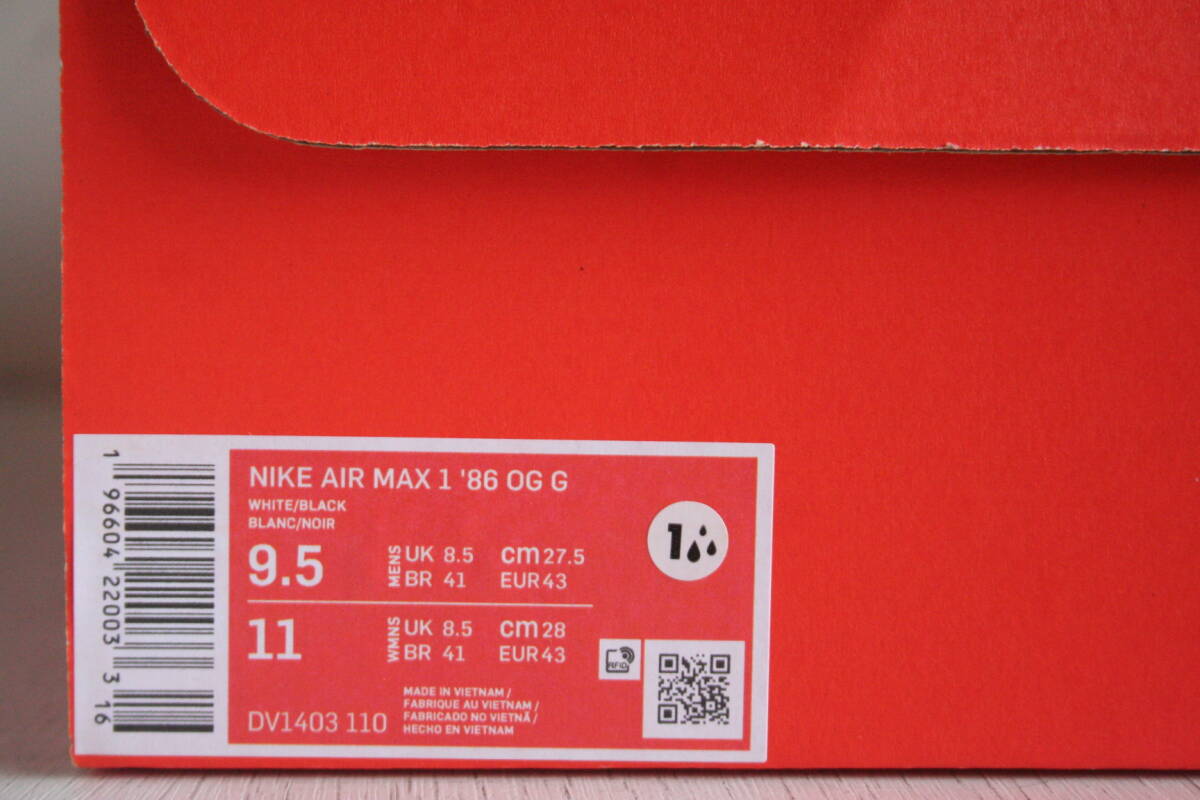 1 96604 22003 3 16
NIKE AIR MAX 1 '86 OG G
WHITE/BLACK
BLANC/NOIR
9.5 MENS UK 8.5 cm 27.5
BR 41 EUR 43
11 WMNS UK 8.5 cm 28
BR 41 EUR 43
DV1403 110
MADE IN VIETNAM /
FABRIQUE AU VIETNAM /
FABRICADO NO VIETNÃ /
HECHO EN VIETNAM
1
RFID